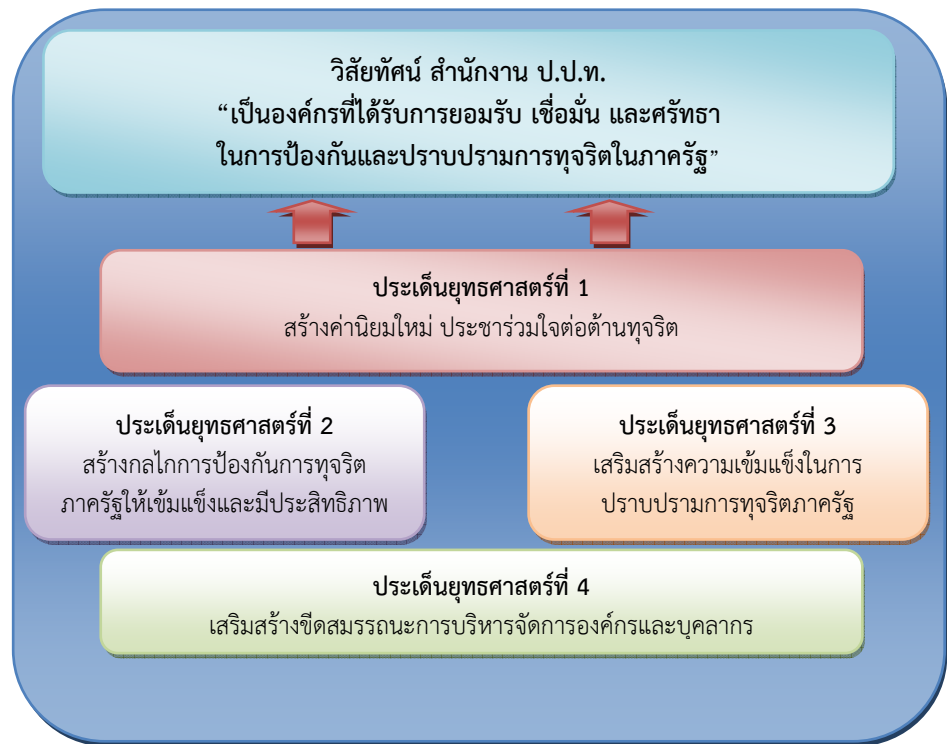 วิสัยทัศน์ สำนักงาน ป.ป.ท.
“เป็นองค์กรที่ได้รับการยอมรับ เชื่อมั่น และศรัทธา
ในการป้องกันและปราบปรามการทุจริตในภาครัฐ”
ประเด็นยุทธศาสตร์ที่ 1
สร้างค่านิยมใหม่ ประชาร่วมใจต่อต้านทุจริต
ประเด็นยุทธศาสตร์ที่ 2
สร้างกลไกการป้องกันการทุจริต
ภาครัฐให้เข้มแข็งและมีประสิทธิภาพ
ประเด็นยุทธศาสตร์ที่ 3
เสริมสร้างความเข้มแข็งในการ
ปราบปรามการทุจริตภาครัฐ
ประเด็นยุทธศาสตร์ที่ 4
เสริมสร้างขีดสมรรถนะการบริหารจัดการองค์กรและบุคลากร